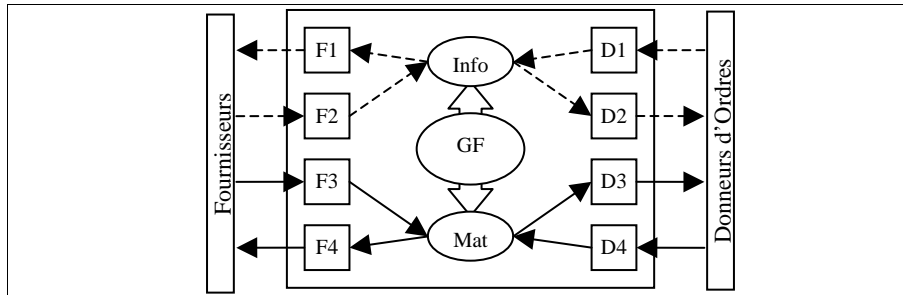 Fournisseurs
F1
Info
D1
F2
D2
GF
F3
D3
F4
Mat
D4
Donneurs d'Ordres